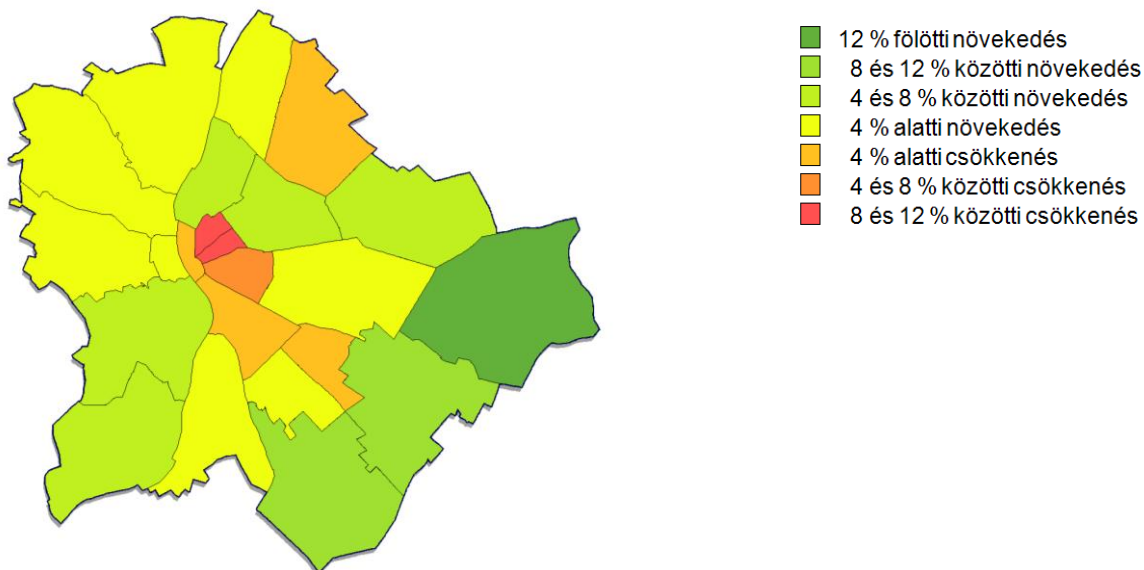 12 % fölötti növekedés
8 és 12 % közötti növekedés
4 és 8 % közötti növekedés
4 % alatti növekedés
4 % alatti csökkenés
4 és 8 % közötti csökkenés
8 és 12 % közötti csökkenés